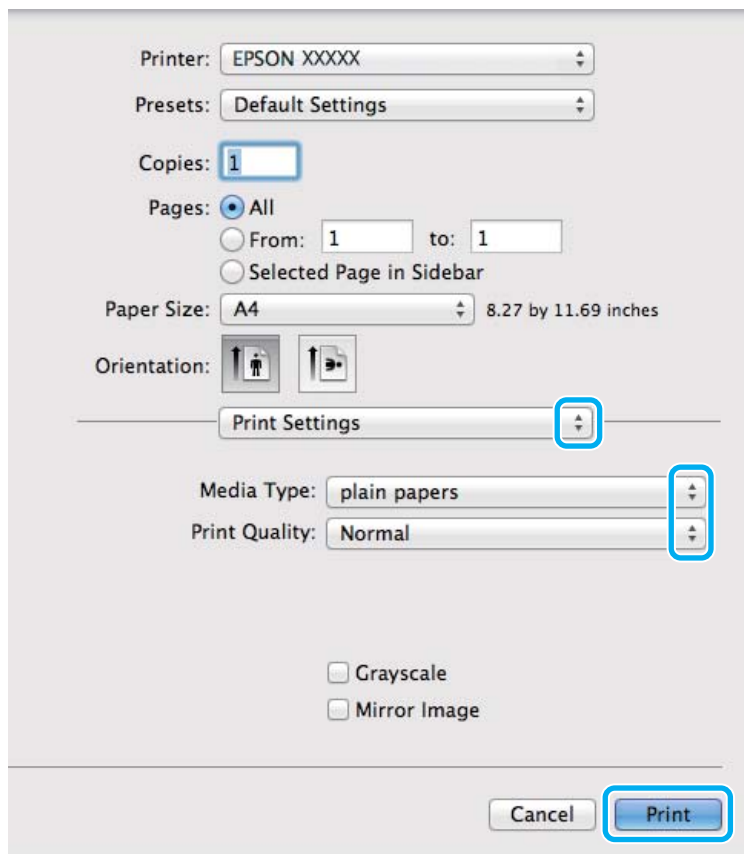 Printer: EPSON XXXXX
Presets: Default Settings
Copies: 1
Pages: All
From: 1 to: 1
Selected Page in Sidebar
Paper Size: A4 8.27 by 11.69 inches
Orientation:
Print Settings
Media Type: plain papers
Print Quality: Normal
Grayscale
Mirror Image
Cancel Print